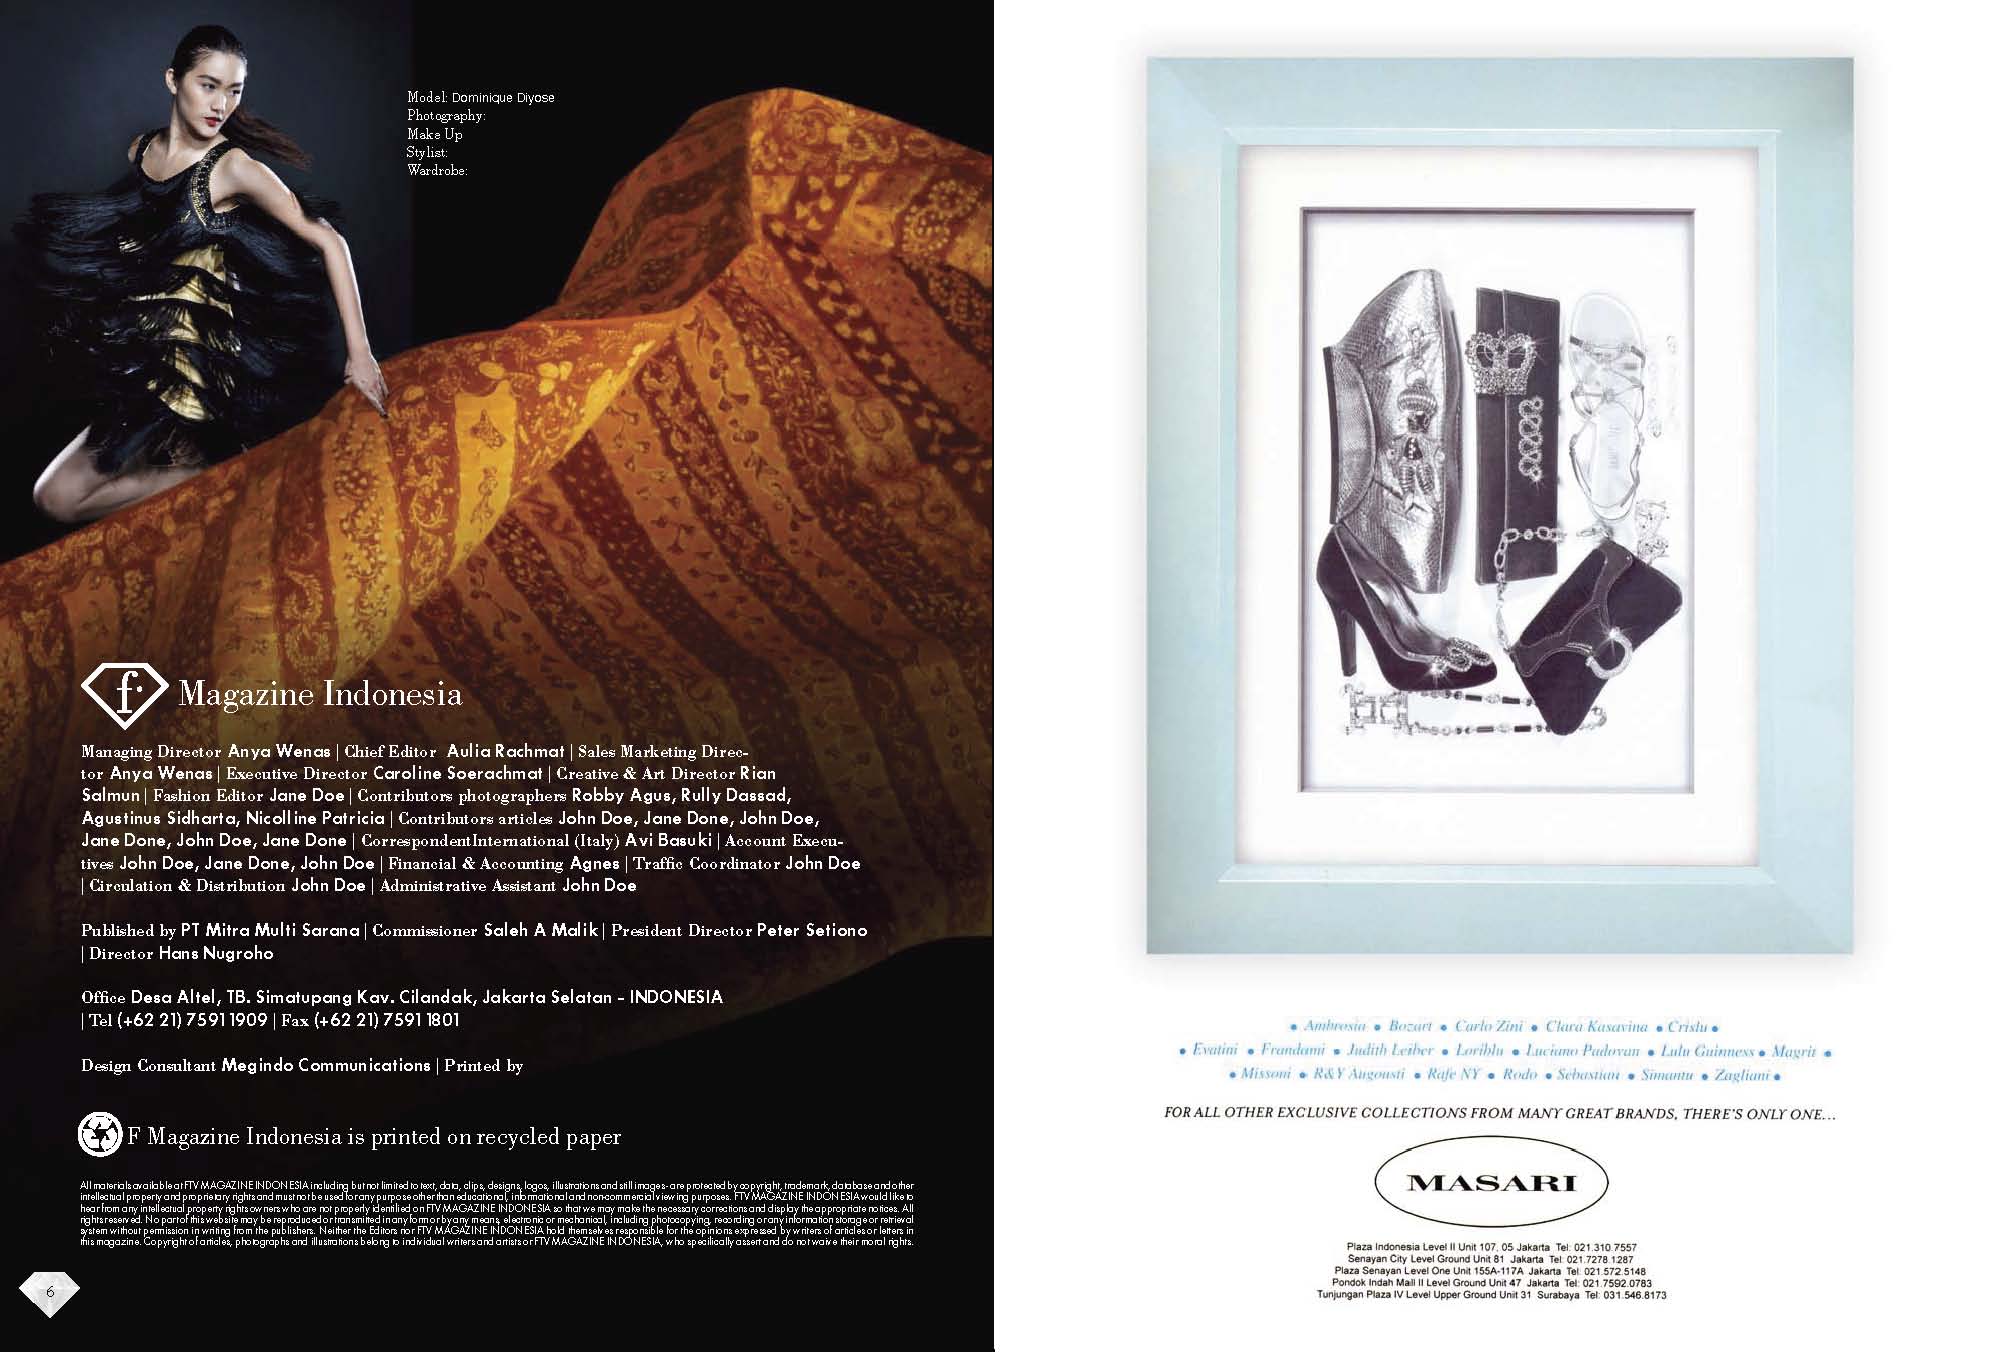 Model: Dominique Diyose
Photography:
Make Up
Stylist:
Wardrobe:
f.
Magazine Indonesia
Managing Director Anya Wenas | Chief Editor Aulia Rachmat | Sales Marketing Direc-
tor Anya Wenas | Executive Director Caroline Soerachmat | Creative & Art Director Rian
Salmun | Fashion Editor Jane Doe | Contributors photographers Robby Agus, Rully Dassad,
Agustinus Sidharta, Nicolline Patricia | Contributors articles John Doe, Jane Done, John Doe,
Jane Done, John Doe, Jane Done | CorrespondentInternational (Italy) Avi Basuki | Account Execu-
tives John Doe, Jane Done, John Doe | Financial & Accounting Agnes | Traffic Coordinator John Doe
| Circulation & Distribution John Doe | Administrative Assistant John Doe
Published by PT Mitra Multi Sarana | Commissioner Saleh A Malik | President Director Peter Setiono
| Director Hans Nugroho
Office Desa Altel, TB. Simatupang Kav. Cilandak, Jakarta Selatan - INDONESIA
| Tel (+62 21) 7591 1909 | Fax (+62 21) 7591 1801
Design Consultant Megindo Communications | Printed by
F Magazine Indonesia is printed on recycled paper
All materials available at FTV MAGAZINE INDONESIA including but not limited to text, data, clips, designs, logos, illustrations and still images- are protected by copyright, trademark, database and other
intellectual property and proprietary rights and must not be used for any purpose other than educational, informational and non-commercial viewing purposes. FTV MAGAZINE INDONESIA would like to
hear from any intellectual property rights owners who are not properly identified on FTV MAGAZINE INDONESIA so that we may make the necessary correations and display the appropriate notices. All
rights reserved. No part of this website may be reproduced or transmitted in any form or by any means, electronic or mechanical, including photocopying, recording or any information storage or retrieval
system without permission in writing from the publishers. Neither the Editors nor FTV MAGAZINE INDONESIA hold themselves responsible for the opinions expressed by writers of articles or letters in
this magazine. Copyright of articles, photographs and illustrations belong to individual writers and artists or FTV MAGAZINE INDONESIA, who specifically assert and do not waive their moral rights.
6
• Ambrosia • Bozart • Carlo Zini • Clara Kasavina • Crislu •
• Evatini • Frandami • Judith Leiber • Loriblu • Luciano Padovan • Lulu Guinness • Magrit •
• Missoni • R&Y Augousti • Rafe NY • Rodo • Sebastian • Simantu • Zagliani •
FOR ALL OTHER EXCLUSIVE COLLECTIONS FROM MANY GREAT BRANDS, THERE'S ONLY ONE...
MASARI
Plaza Indonesia Level II Unit 107, 05 Jakarta Tel: 021.310.7557
Senayan City Level Ground Unit 81 Jakarta Tel: 021.7278.1287
Plaza Senayan Level One Unit 155A-117A Jakarta Tel: 021.572.5148
Pondok Indah Mall II Level Ground Unit 47 Jakarta Tel: 021.7592.0783
Tunjungan Plaza IV Level Upper Ground Unit 31 Surabaya Tel: 031.546.8173